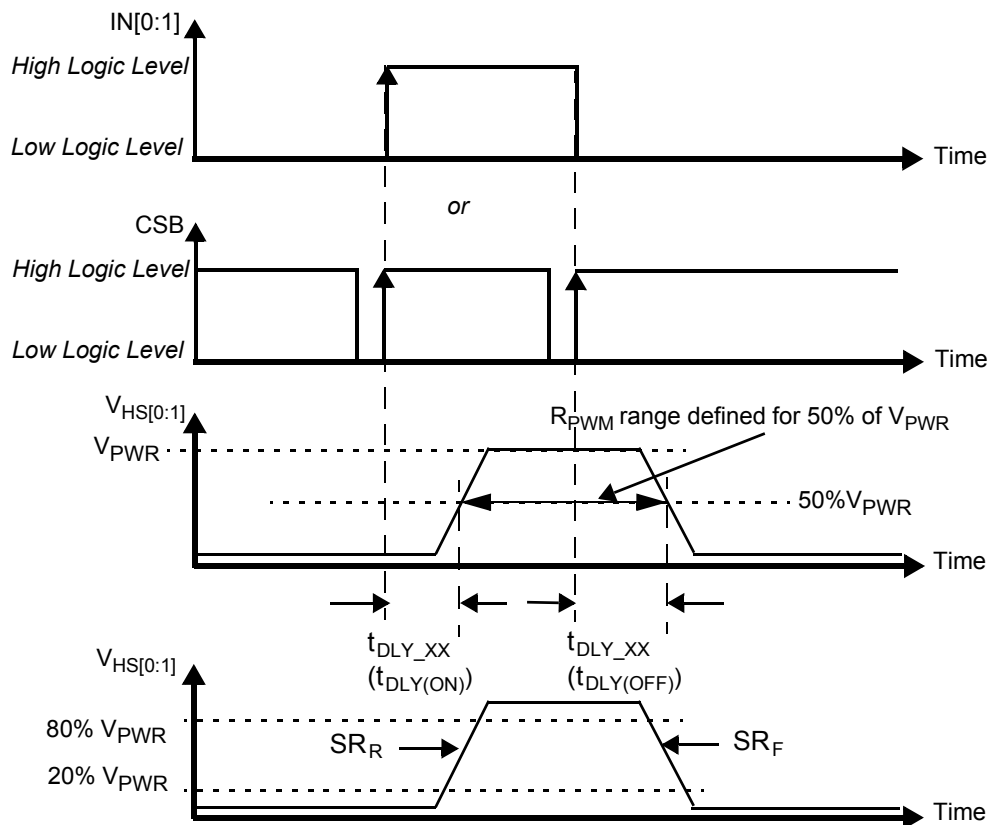 IN[0:1]
High Logic Level
Low Logic Level
Time
or
CSB
High Logic Level
Low Logic Level
Time
VHS[0:1]
RPWM range defined for 50% of VPWR
VPWR
50%VPWR
Time
tDLY_XX
(tDLY(ON))
tDLY_XX
(tDLY(OFF))
VHS[0:1]
80% VPWR
SRR
SRF
20% VPWR
Time